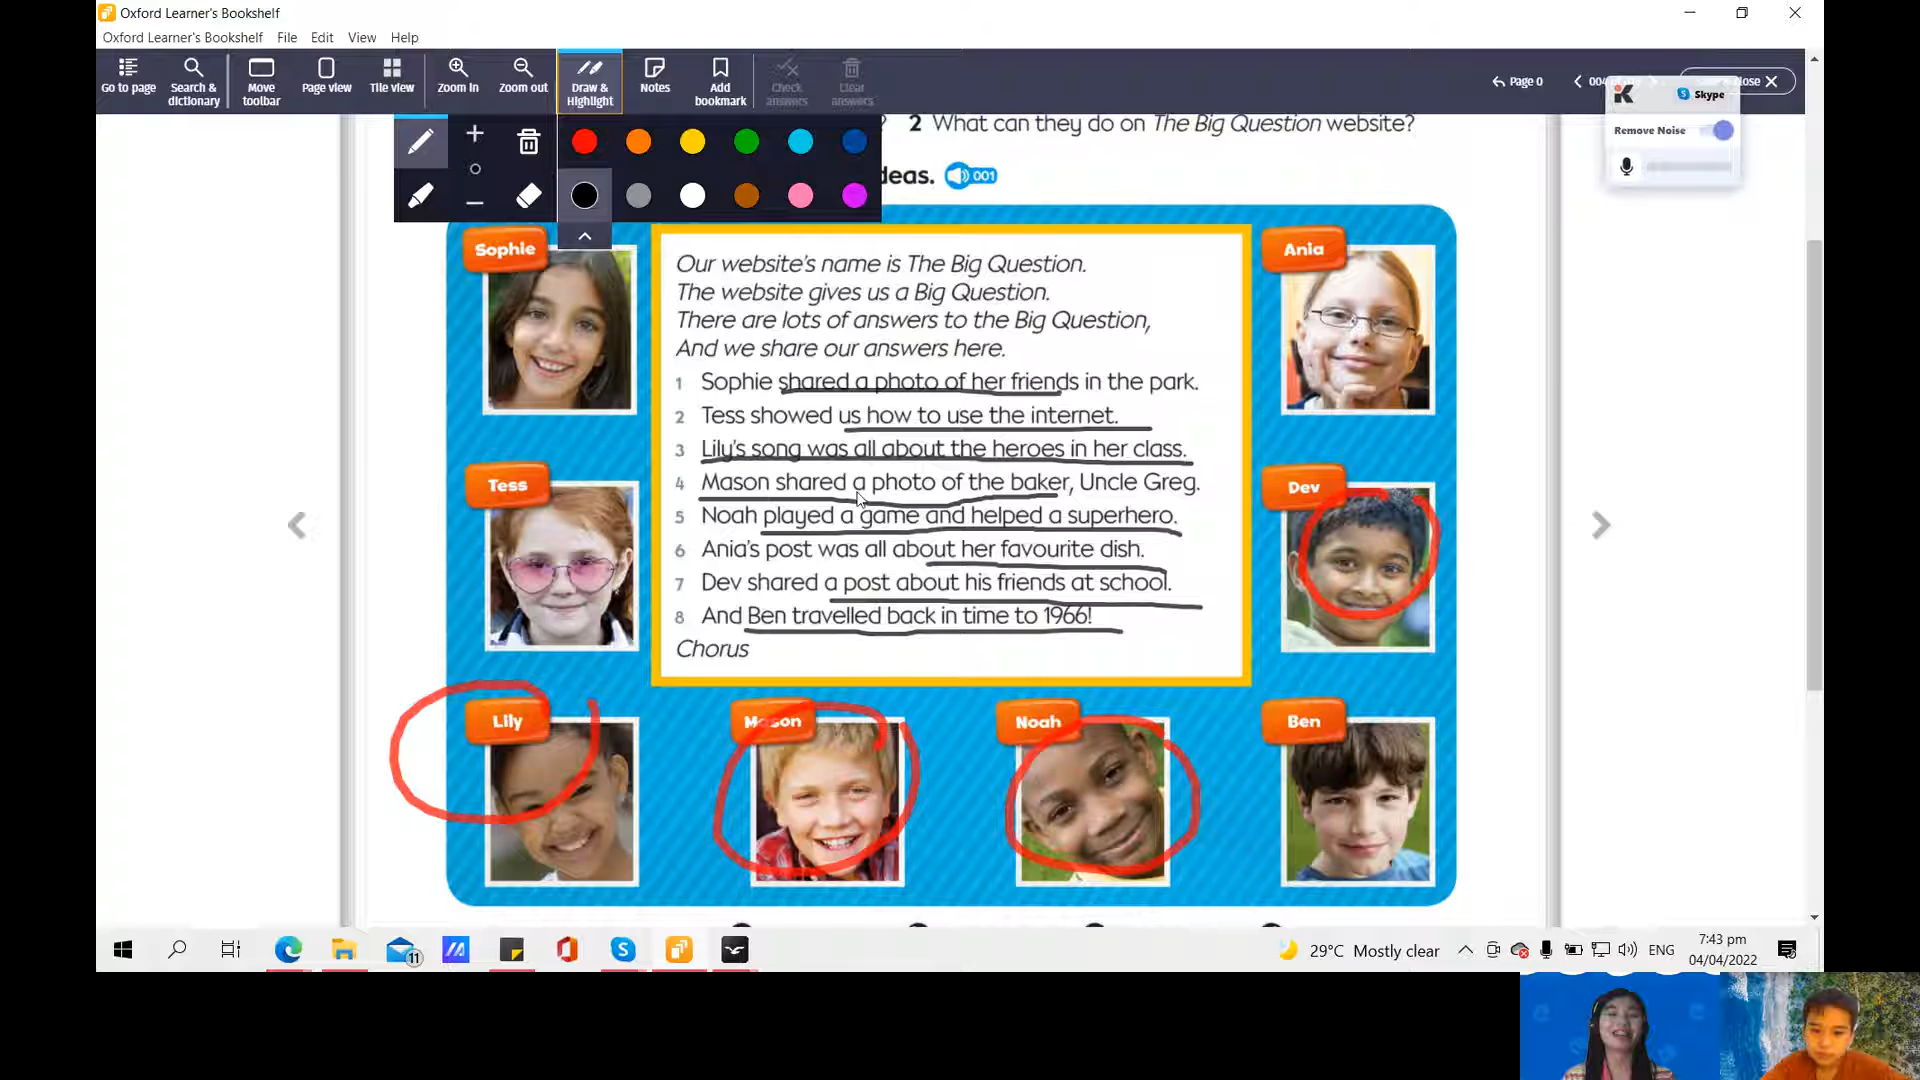 Oxford Learner's Bookshelf
Oxford Learner's Bookshelf File Edit View Help
Go to page
Search & dictionary
Move toolbar
Page view
Tile view
Zoom In
Zoom out
Draw & Highlight
Notes
Add bookmark
Check answers
Clear answers
Page 0
Skype
Remove Noise
? 2 What can they do on The Big Question website?
deas. 001
Sophie
Ania
Our website's name is The Big Question.
The website gives us a Big Question.
There are lots of answers to the Big Question,
And we share our answers here.
1 Sophie shared a photo of her friends in the park.
2 Tess showed us how to use the internet.
3 Lily's song was all about the heroes in her class.
4 Mason shared a photo of the baker, Uncle Greg.
5 Noah played a game and helped a superhero.
6 Ania's post was all about her favourite dish.
7 Dev shared a post about his friends at school.
8 And Ben travelled back in time to 1966!
Chorus
Tess
Dev
Lily
Mason
Noah
Ben
11
29°C Mostly clear
ENG
7:43 pm
04/04/2022